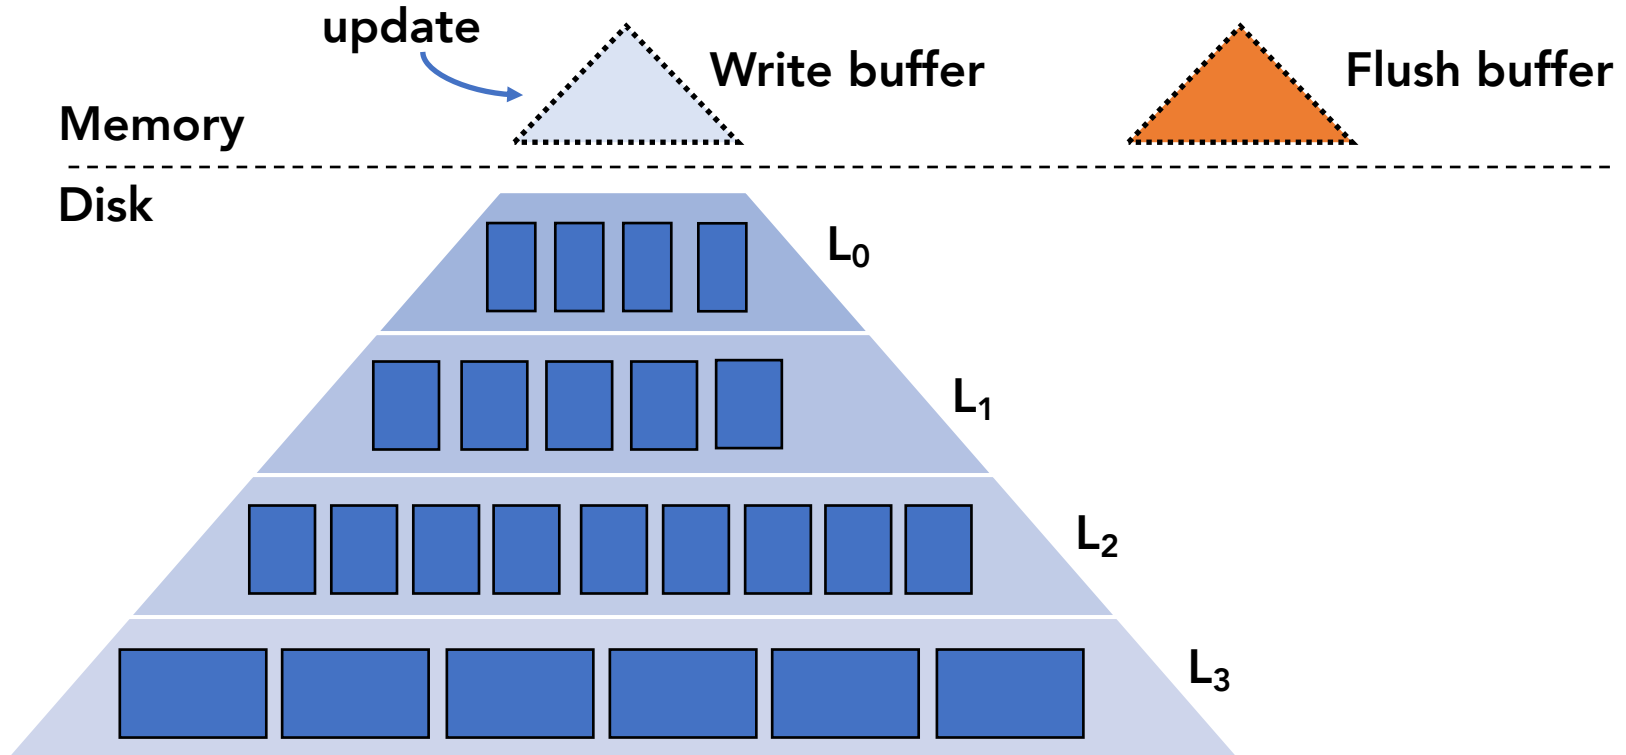 update
Write buffer
Flush buffer
Memory
Disk
L0
L1
L2
L3